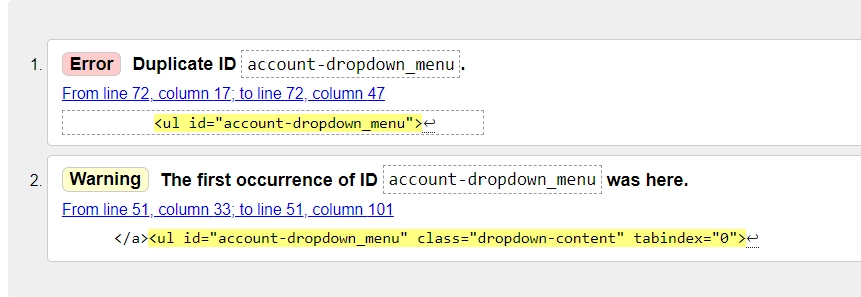 1. Error Duplicate ID account-dropdown_menu.
From line 72, column 17; to line 72, column 47
<ul id="account-dropdown_menu">↩
2. Warning The first occurrence of ID account-dropdown_menu was here.
From line 51, column 33; to line 51, column 101
</a><ul id="account-dropdown_menu" class="dropdown-content" tabindex="0">↩